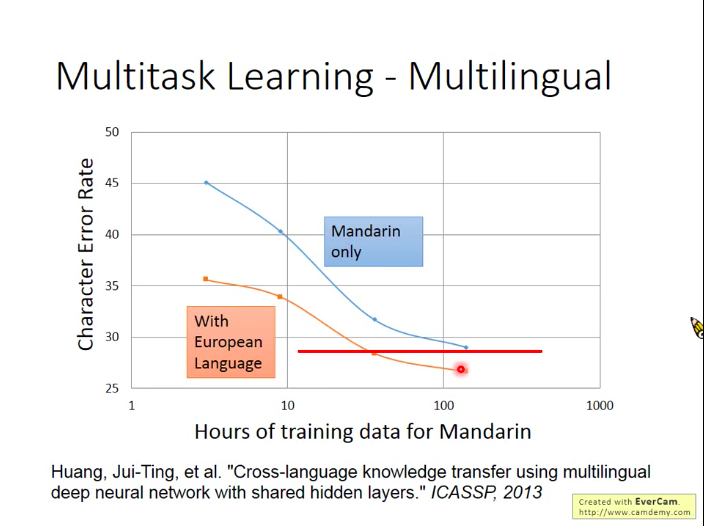 Multitask Learning - Multilingual
50
45
40
35
30
25
Character Error Rate
Mandarin
only
With
European
Language
1
10
100
1000
Hours of training data for Mandarin
Huang, Jui-Ting, et al. "Cross-language knowledge transfer using multilingual
deep neural network with shared hidden layers." ICASSP, 2013
Created with EverCam.
http://www.camdemy.com